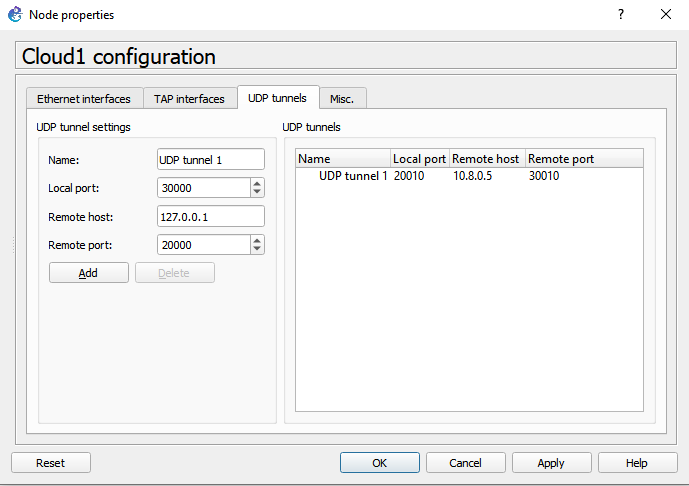 Node properties
?
Cloud1 configuration
Ethernet interfaces TAP interfaces UDP tunnels Misc.
UDP tunnel settings
Name: UDP tunnel 1
Local port: 30000
Remote host: 127.0.0.1
Remote port: 20000
Add Delete
UDP tunnels
Name Local port Remote host Remote port
UDP tunnel 1 20010 10.8.0.5 30010
Reset OK Cancel Apply Help